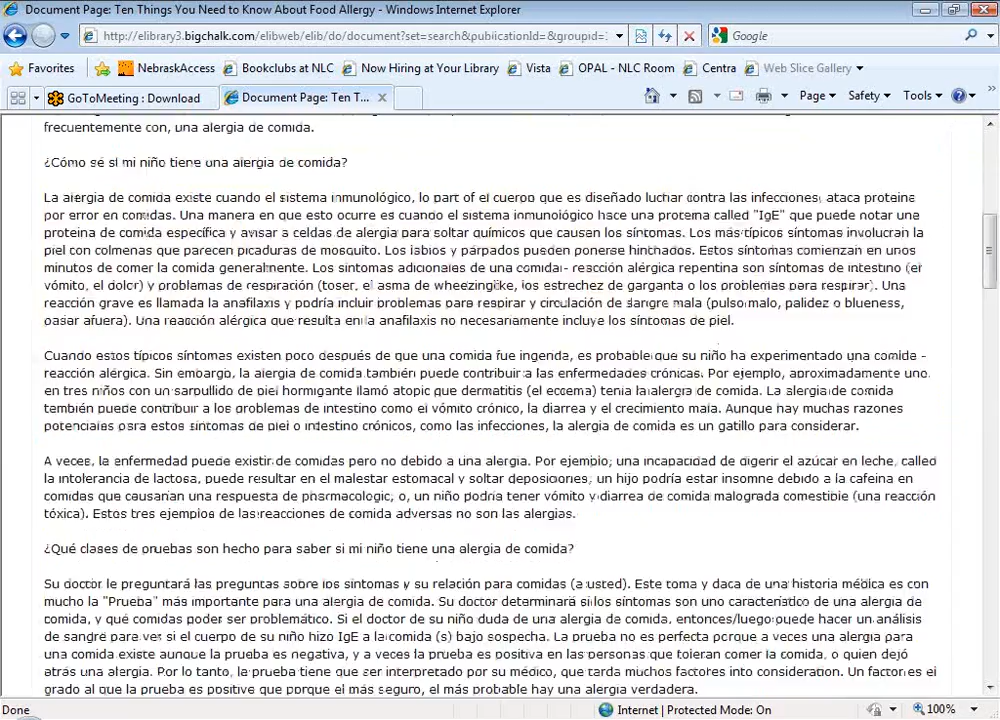 Document Page: Ten Things You Need to Know About Food Allergy - Windows Internet Explorer
http://elibrary3.bigchalk.com/elibweb/elib/do/document?set=search&publicationId=&groupid=
Google
Favorites NebraskAccess Bookclubs at NLC Now Hiring at Your Library Vista OPAL - NLC Room Centra Web Slice Gallery
GoToMeeting : Download Document Page: Ten T... Page Safety Tools
frecuentemente con, una alergia de comida.
¿Cómo sé si mi niño tiene una alergia de comida?
La alergia de comida existe cuando el sistema inmunológico, lo part of el cuerpo que es diseñado luchar contra las infecciones, ataca proteina
por error en comidas. Una manera en que esto ocurre es cuando el sistema inmunológico hace una proteina called "IgE" que puede notar una
proteina de comida específica y avisar a celdas de alergia para soltar químicos que causan los síntomas. Los más típicos síntomas involucran la
piel con colmenas que parecen picaduras de mosquito. Los labios y párpados pueden ponerse hinchados. Estos síntomas comienzan en unos
minutos de comer la comida generalmente. Los síntomas adicionales de una comida - reacción alérgica repentina son síntomas de intestino (el
vómito, el dolor) y problemas de respiración (toser, el asma de wheezinglike, los estrechez de garganta o los problemas para respirar). Una
reacción grave es llamada la anafilaxis y podría incluir problemas para respirar y circulación de sangre mala (pulso malo, palidez o blueness,
pasar afuera). Una reacción alérgica que resulta en la anafilaxis no necesariamente incluye los síntomas de piel.
Cuando estos típicos síntomas existen poco después de que una comida fue ingerida, es probable que su niño ha experimentado una comida -
reacción alérgica. Sin embargo, la alergia de comida también puede contribuir a las enfermedades crónicas. Por ejemplo, aproximadamente uno
en tres niños con un sarpullido de piel hormigante llamó atopic que dermatitis (el eccema) tenia la alergia de comida. La alergia de comida
también puede contribuir a los problemas de intestino como el vómito crónico, la diarrea y el crecimiento mala. Aunque hay muchas razones
potenciales para estos síntomas de piel o intestino crónicos, como las infecciones, la alergia de comida es un gatillo para considerar.
A veces, la enfermedad puede existir de comidas pero no debido a una alergia. Por ejemplo; una incapacidad de digerir el azúcar en leche, called
la intolerancia de lactosa, puede resultar en el malestar estomacal y soltar deposiciones; un hijo podría estar insomne debido a la cafeina en
comidas que causarian una respuesta de pharmacologic; o, un niño podria tener vómito y diarrea de comida malograda comestible (una reacción
tóxica). Estos tres ejemplos de las reacciones de comida adversas no son las alergias.
¿Qué clases de pruebas son hecho para saber si mi niño tiene una alergia de comida?
Su doctor le preguntará las preguntas sobre los síntomas y su relación para comidas (a usted). Este toma y daca de una historia médica es con
mucho la "Prueba" más importante para una alergia de comida. Su doctor determinará si los síntomas son uno caracteristico de una alergia de
comida, y qué comidas poder ser problemático. Si el doctor de su niño duda de una alergia de comida, entonces/luego puede hacer un análisis
de sangre para ver si el cuerpo de su niño hizo IgE a la comida (s) bajo sospecha. La prueba no es perfecta porque a veces una alergia para
una comida existe aunque la prueba es negativa, y a veces la prueba es positiva en las personas que toleran comer la comida, o quien dejó
atrás una alergia. Por lo tanto, la prueba tiene que ser interpretado por su médico, que tarda muchos factores into consideration. Un factor es el
grado al que la prueba es positiva que porque el más seguro, el más probable hay una alergia verdadera.
Done Internet | Protected Mode: On 100%